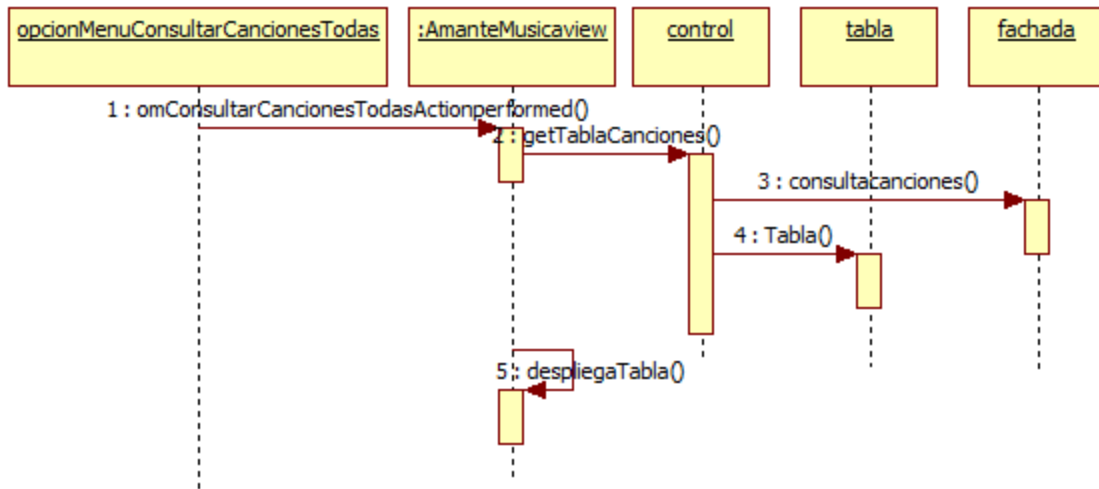 opcionMenuConsultarCancionesTodas
:AmanteMusicaview
control
tabla
fachada
1 : omConsultarCancionesTodasActionperformed()
2 : getTablaCanciones()
3 : consultacanciones()
4 : Tabla()
5 : despliegaTabla()